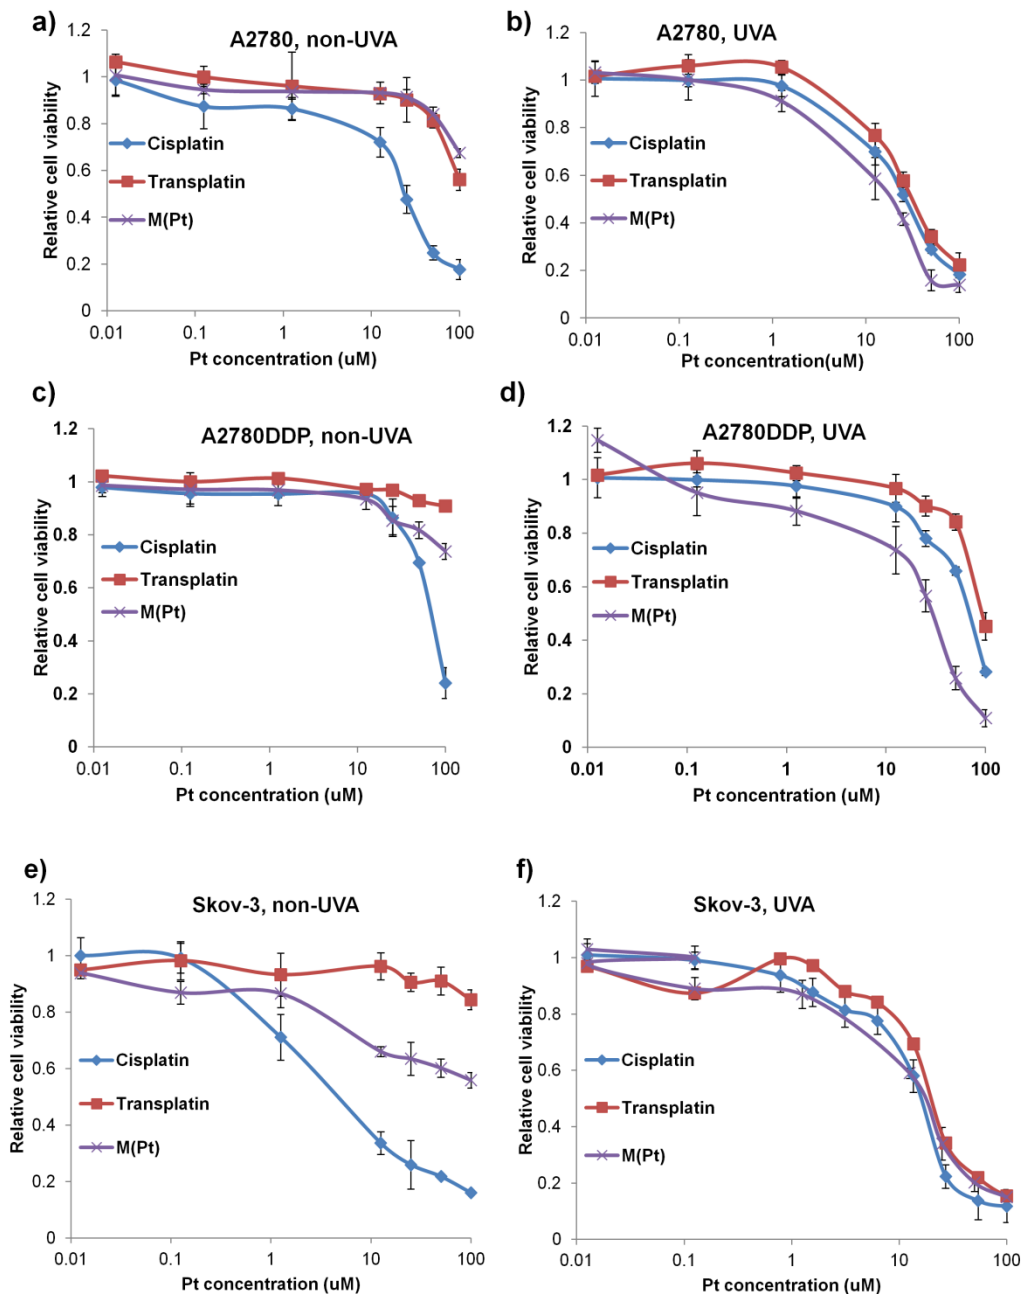 a)
A2780, non-UVA
Relative cell viability
1.2
1
0.8
0.6
0.4
0.2
0
Cisplatin
Transplatin
M(Pt)
0.01
0.1
1
10
100
Pt concentration (uM)
b)
A2780, UVA
Relative cell viability
1.2
1
0.8
0.6
0.4
0.2
0
Cisplatin
Transplatin
M(Pt)
0.01
0.1
1
10
100
Pt concentration(uM)
c)
A2780DDP, non-UVA
Relative cell viability
1.2
1
0.8
0.6
0.4
0.2
0
Cisplatin
Transplatin
M(Pt)
0.01
0.1
1
10
100
Pt concentration (uM)
d)
A2780DDP, UVA
Relative cell viability
1.2
1
0.8
0.6
0.4
0.2
0
Cisplatin
Transplatin
M(Pt)
0.01
0.1
1
10
100
Pt concentration (uM)
e)
Skov-3, non-UVA
Relative cell viability
1.2
1
0.8
0.6
0.4
0.2
0
Cisplatin
Transplatin
M(Pt)
0.01
0.1
1
10
100
Pt concentration (uM)
f)
Skov-3, UVA
Relative cell viability
1.2
1
0.8
0.6
0.4
0.2
0
Cisplatin
Transplatin
M(Pt)
0.01
0.1
1
10
100
Pt concentration (uM)